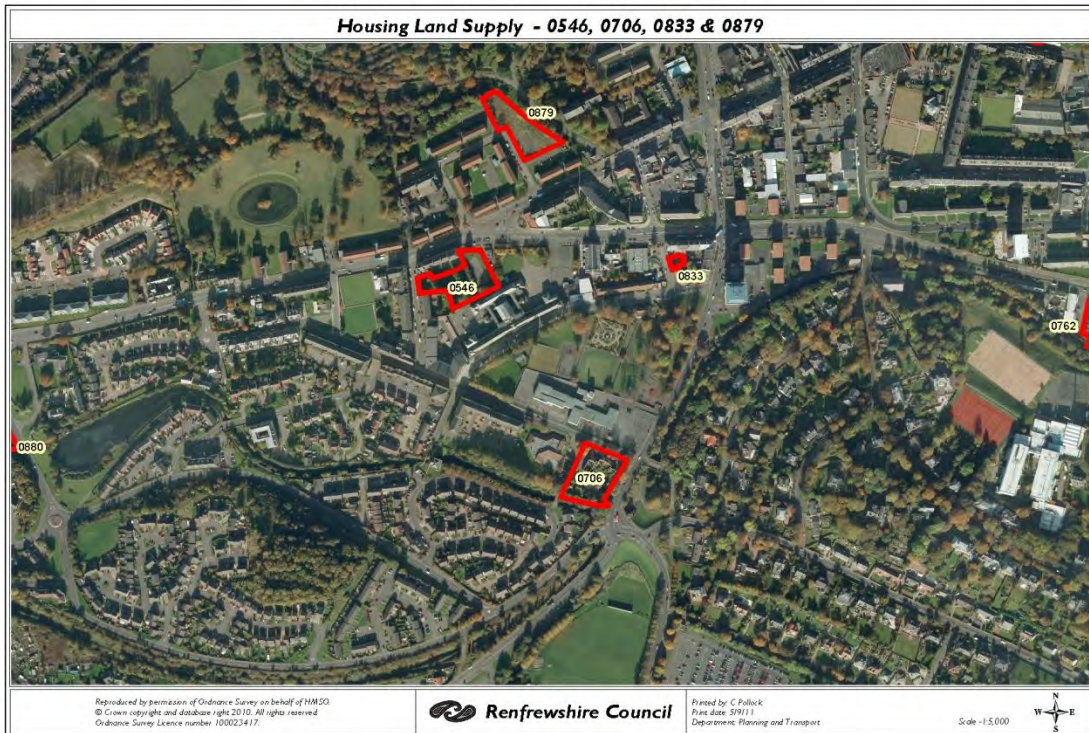 Housing Land Supply - 0546, 0706, 0833 & 0879
0879
0546
0833
0762
0880
0706
Reproduced by permission of Ordnance Survey on behalf of HMSO.
© Crown copyright and database right 2010. All rights reserved
Ordnance Survey Licence number 100023417.
Renfrewshire Council
Printed by: C Pollock
Print date: 5/9/11
Department: Planning and Transport
Scale -1:5,000
N
W E
S